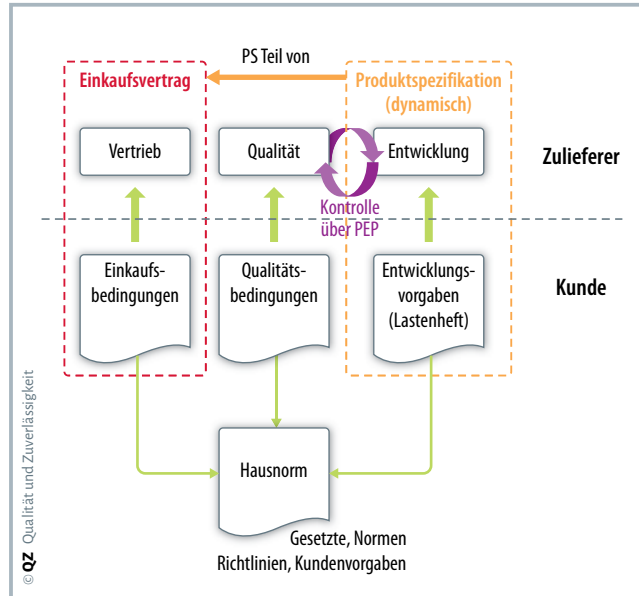 PS Teil von
Einkaufsvertrag
Produktspezifikation
(dynamisch)
Vertrieb
Qualität
Entwicklung
Zulieferer
Kontrolle
über PEP
Einkaufs-
bedingungen
Qualitäts-
bedingungen
Entwicklungs-
vorgaben
(Lastenheft)
Kunde
Hausnorm
Gesetzte, Normen
Richtlinien, Kundenvorgaben
© QZ Qualität und Zuverlässigkeit